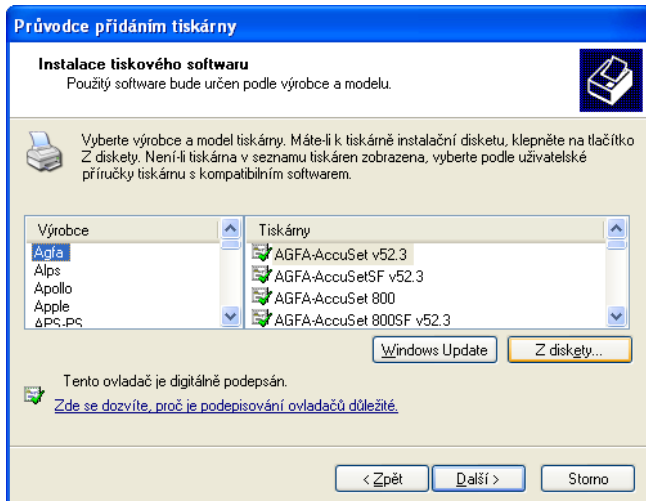 Průvodce přidáním tiskárny
Instalace tiskového softwaru
Použitý software bude určen podle výrobce a modelu.
Vyberte výrobce a model tiskárny. Máte-li k tiskárně instalační disketu, klepněte na tlačítko
Z diskety. Není-li tiskárna v seznamu tiskáren zobrazena, vyberte podle uživatelské
příručky tiskárnu s kompatibilním softwarem.
Výrobce
Agfa
Alps
Apollo
Apple
APS-PS
Tiskárny
AGFA-AccuSet v52.3
AGFA-AccuSetSF v52.3
AGFA-AccuSet 800
AGFA-AccuSet 800SF v52.3
Windows Update
Z diskety...
Tento ovladač je digitálně podepsán.
Zde se dozvíte, proč je podepisování ovladačů důležité.
< Zpět
Další >
Storno